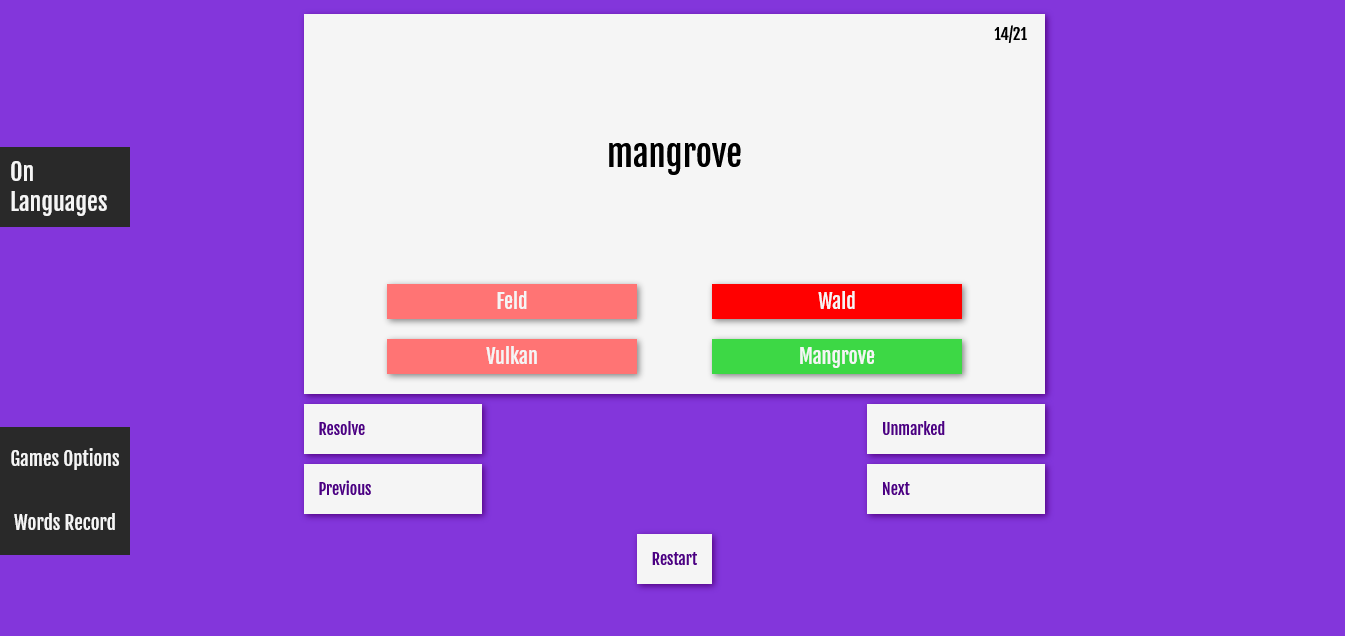 14/21
mangrove
On
Languages
Feld
Wald
Vulkan
Mangrove
Resolve
Unmarked
Games Options
Previous
Next
Words Record
Restart